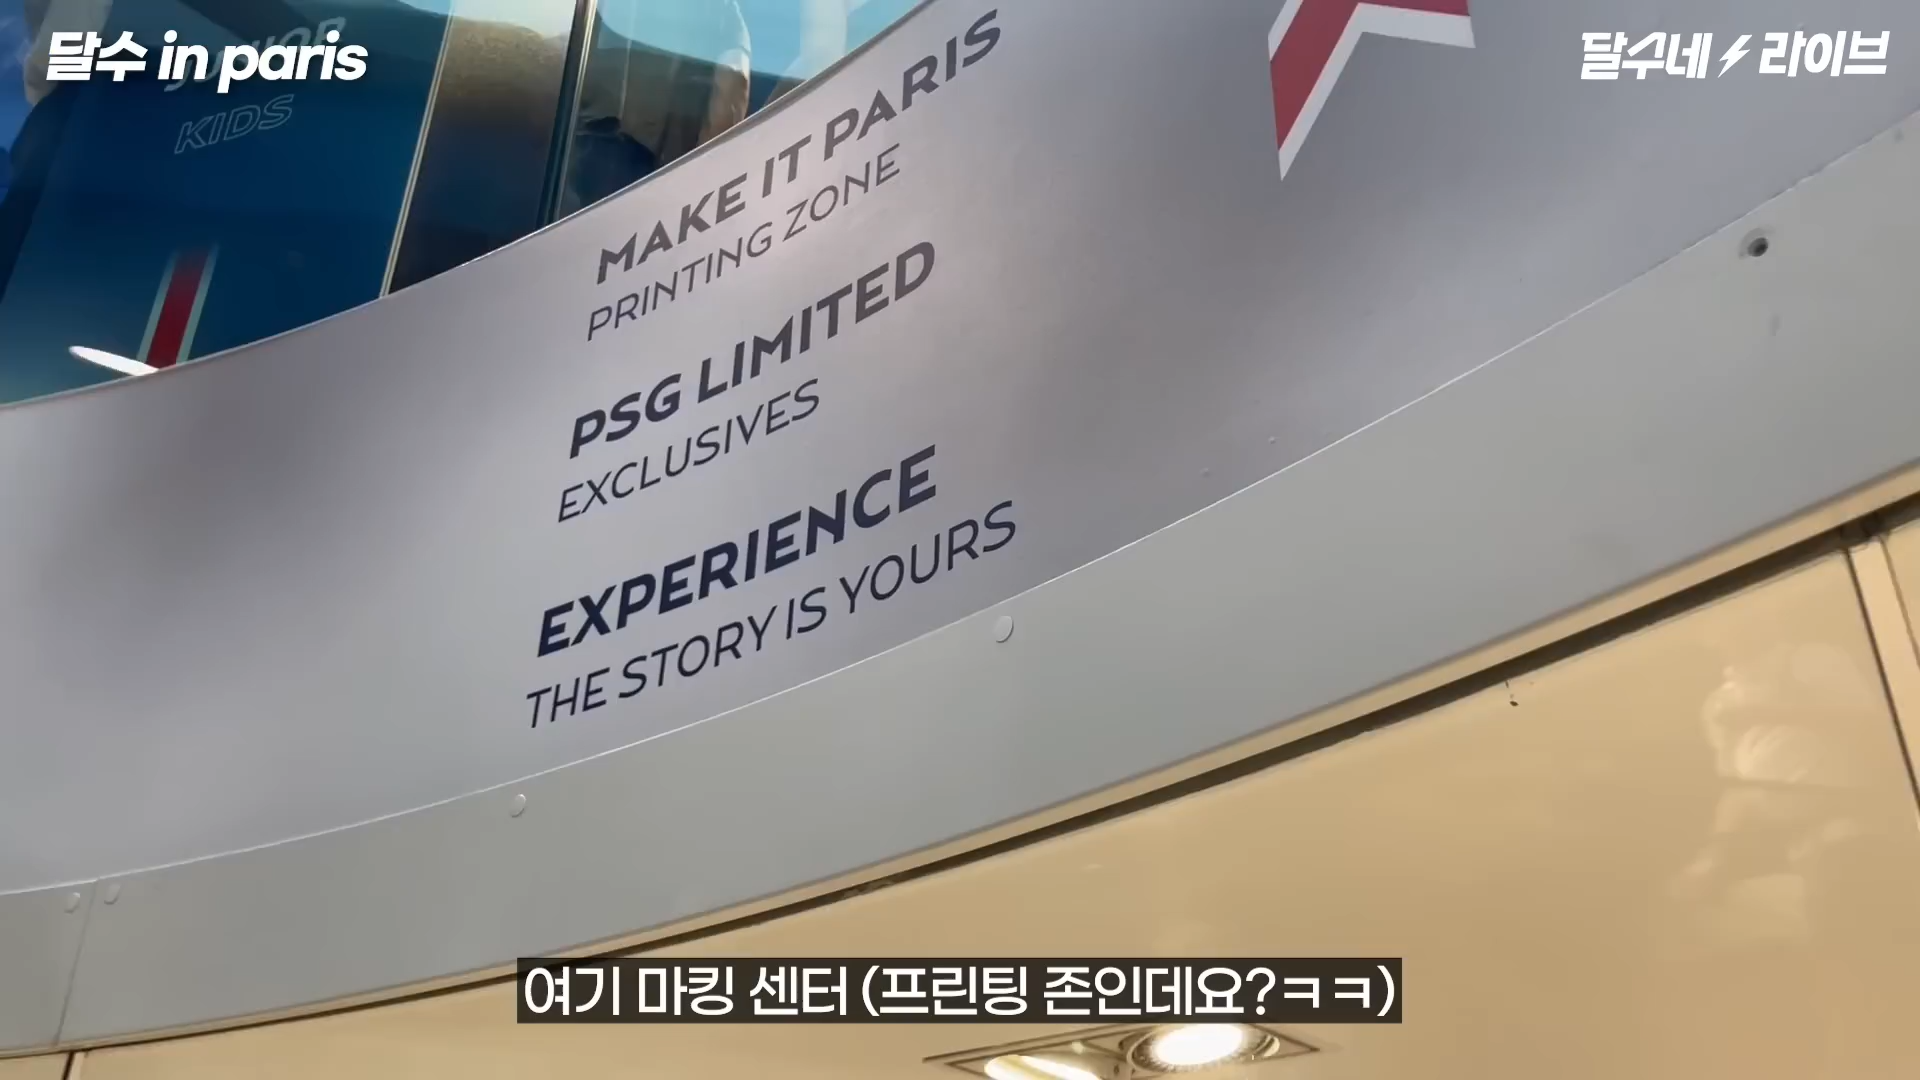 달수 in paris
달수네 라이브
JUNIOR
KIDS
MAKE IT PARIS
PRINTING ZONE
PSG LIMITED
EXCLUSIVES
EXPERIENCE
THE STORY IS YOURS
여기 마킹 센터 (프린팅 존인데요?ㅋㅋ)